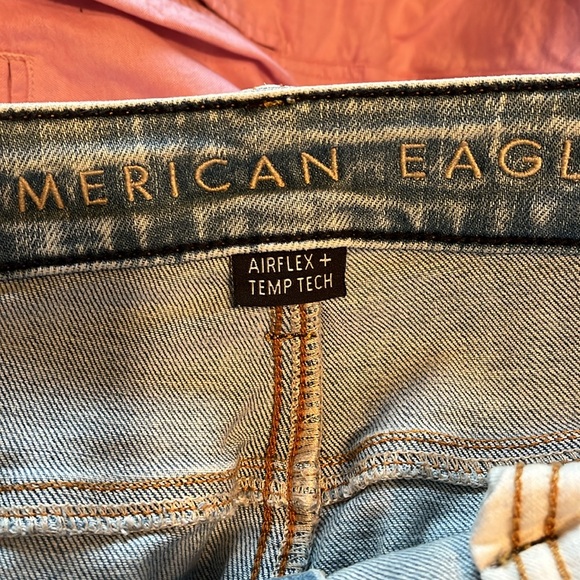 MERICAN EAGL
AIRFLEX +
TEMP TECH